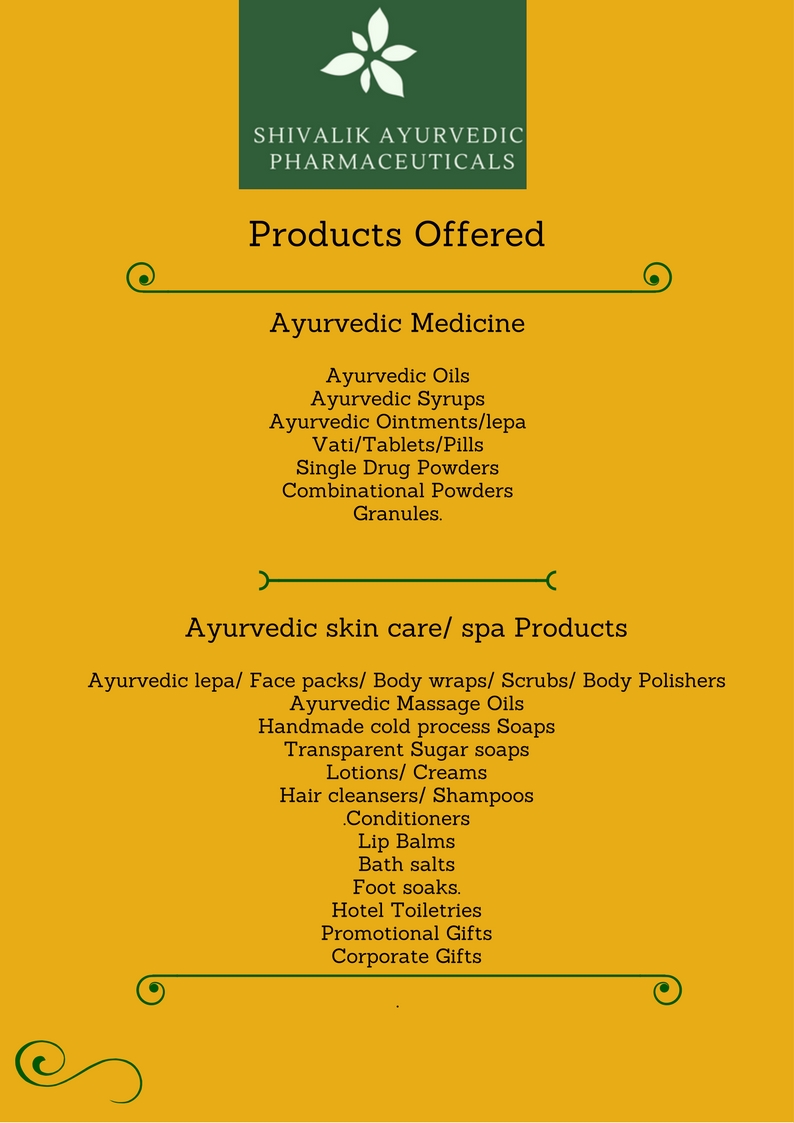 SHIVALIK AYURVEDIC
PHARMACEUTICALS
Products Offered
Ayurvedic Medicine
Ayurvedic Oils
Ayurvedic Syrups
Ayurvedic Ointments/lepa
Vati/Tablets/Pills
Single Drug Powders
Combinational Powders
Granules.
Ayurvedic skin care/ spa Products
Ayurvedic lepa/ Face packs/ Body wraps/ Scrubs/ Body Polishers
Ayurvedic Massage Oils
Handmade cold process Soaps
Transparent Sugar soaps
Lotions/ Creams
Hair cleansers/ Shampoos
.Conditioners
Lip Balms
Bath salts
Foot soaks.
Hotel Toiletries
Promotional Gifts
Corporate Gifts
.